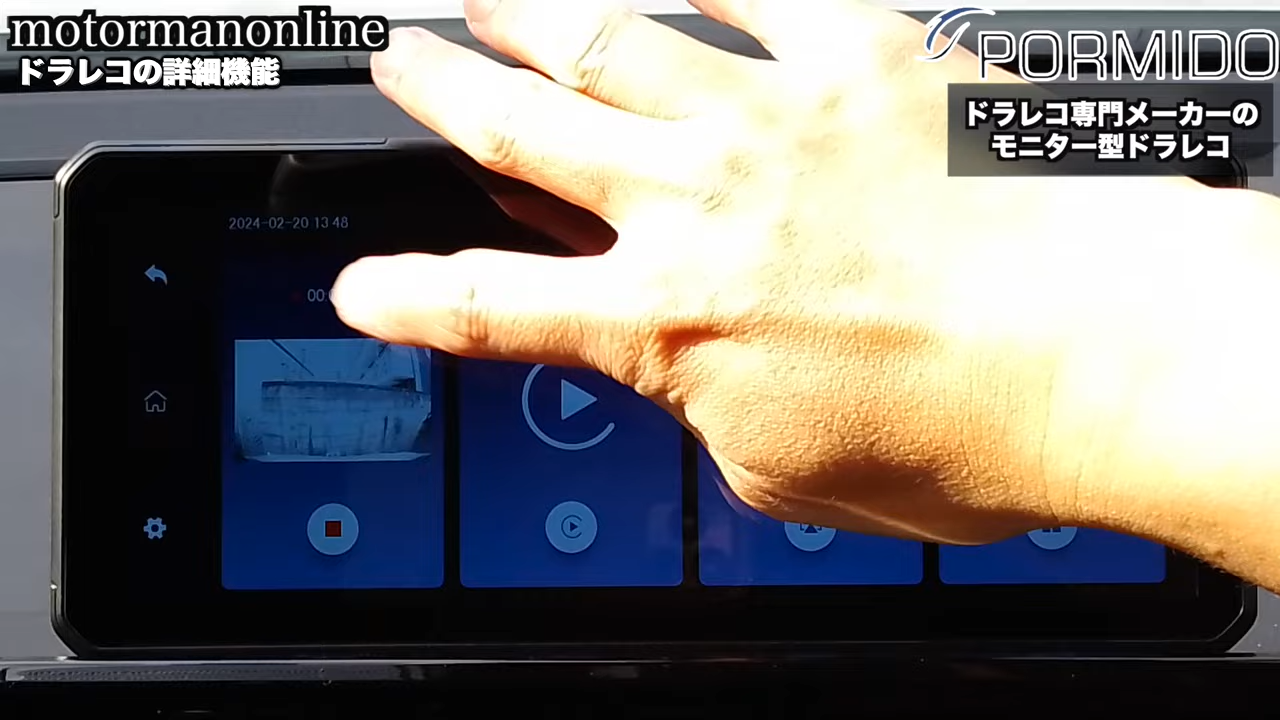 motormanonline
ドラレコの詳細機能
PORMIDO
ドラレコ専門メーカーの
モニター型ドラレコ
2024-02-20 13 48
00: